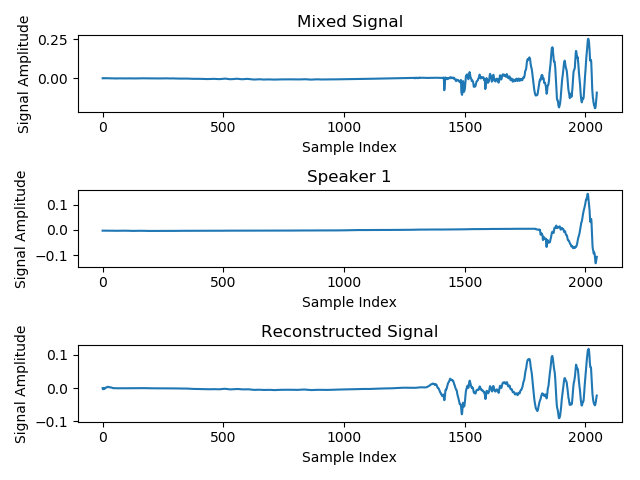 Mixed Signal
Signal Amplitude
0.25
0.00
0 500 1000 1500 2000
Sample Index
Speaker 1
Signal Amplitude
0.1
0.0
−0.1
0 500 1000 1500 2000
Sample Index
Reconstructed Signal
Signal Amplitude
0.1
0.0
−0.1
0 500 1000 1500 2000
Sample Index